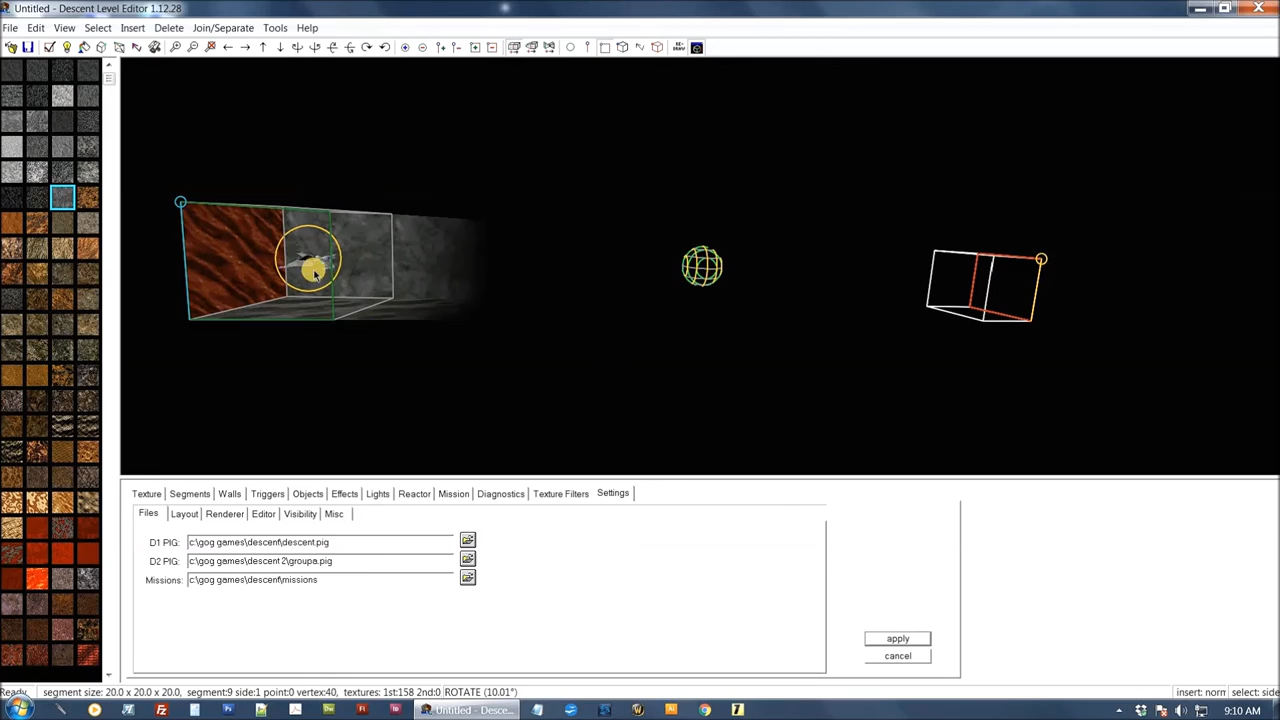 Untitled - Descent Level Editor 1.12.28
File Edit View Select Insert Delete Tools Join/Separate Help
Texture Segments Walls Triggers Objects Effects Lights Reactor Mission Diagnostics Texture Filters Settings
Files Layout Renderer Editor Visibility Misc
D1 PIG: c:\gog games\descent\descent.pig
D2 PIG: c:\gog games\descent 2\groupa.pig
Missions: c:\gog games\descent\missions
apply
cancel
Ready segment size: 20.0 x 20.0 x 20.0, segment:9 side:1 point:0 vertex:40, textures: 1st:158 2nd:0 ROTATE (10.01°) insert: norm select: side
Untitled - Desce...
9:10 AM